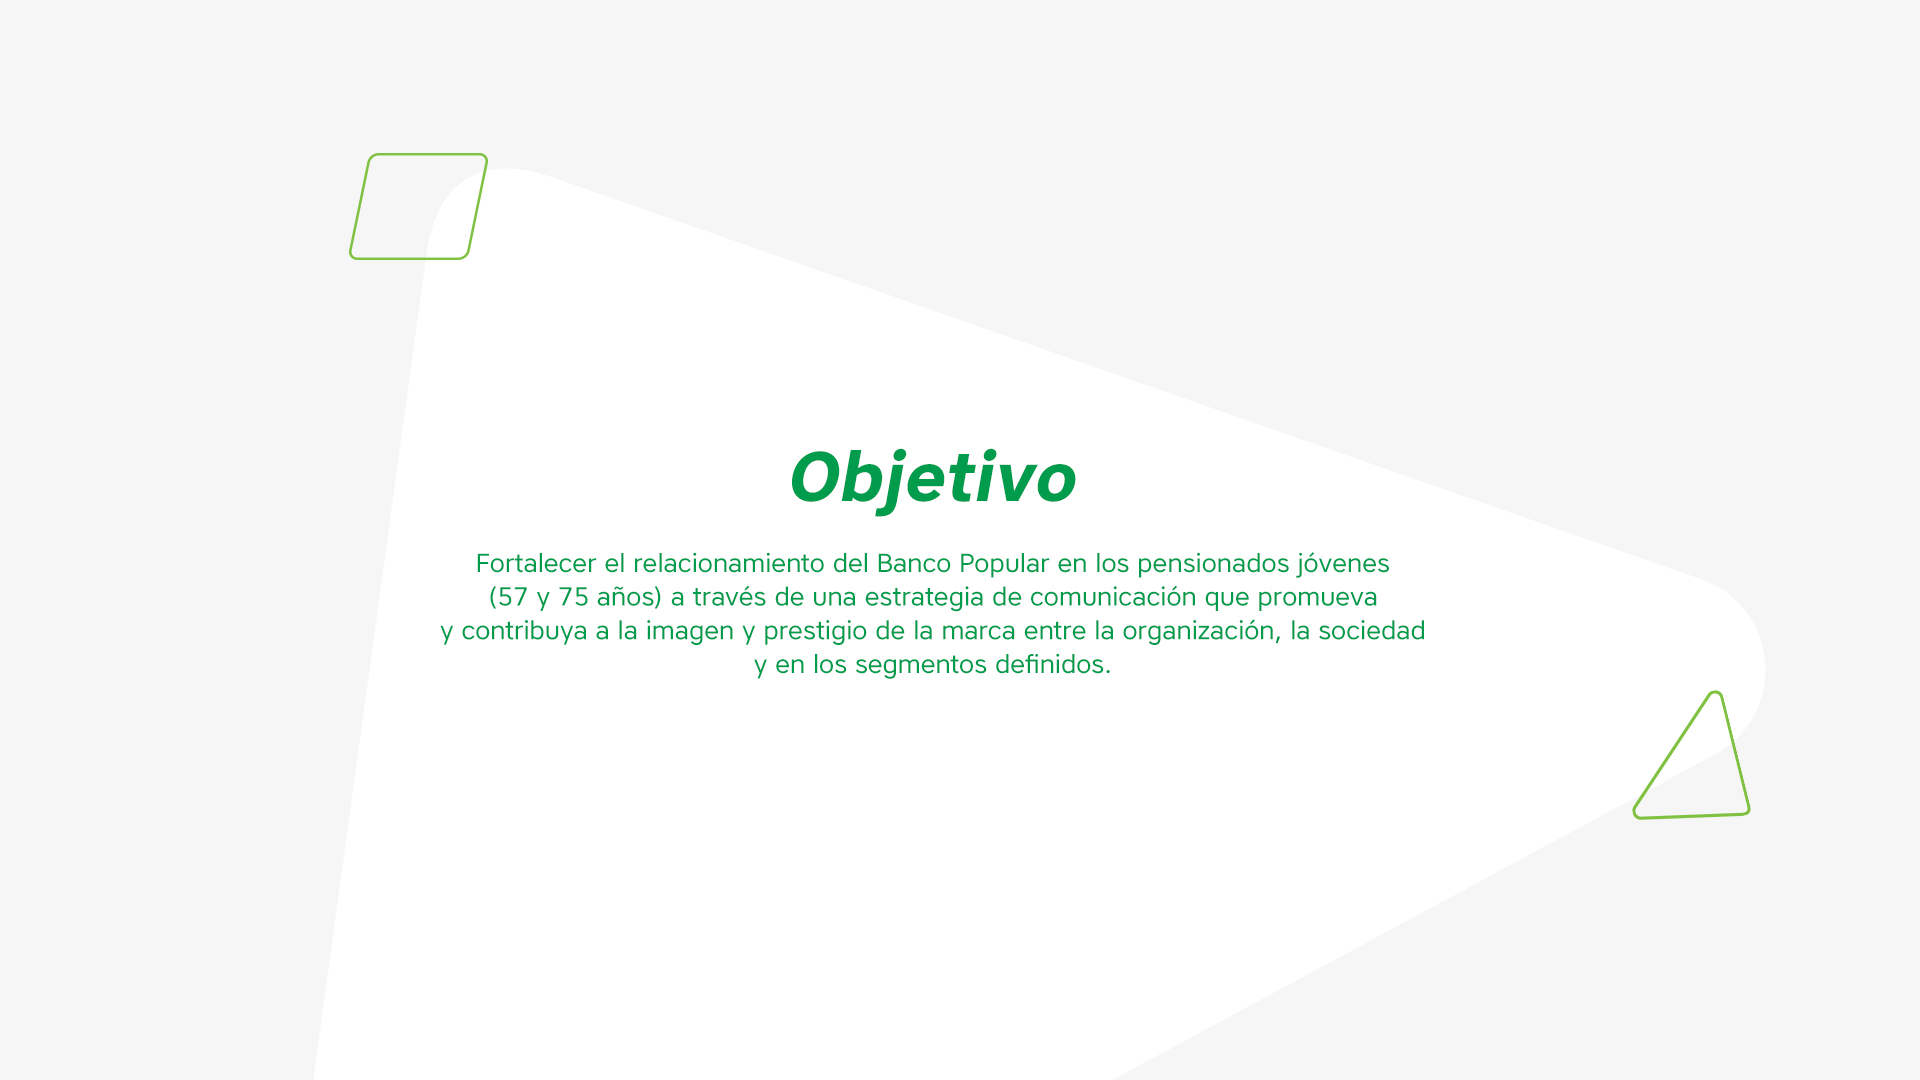 Objetivo
Fortalecer el relacionamiento del Banco Popular en los pensionados jóvenes
(57 y 75 años) a través de una estrategia de comunicación que promueva
y contribuya a la imagen y prestigio de la marca entre la organización, la sociedad
y en los segmentos definidos.